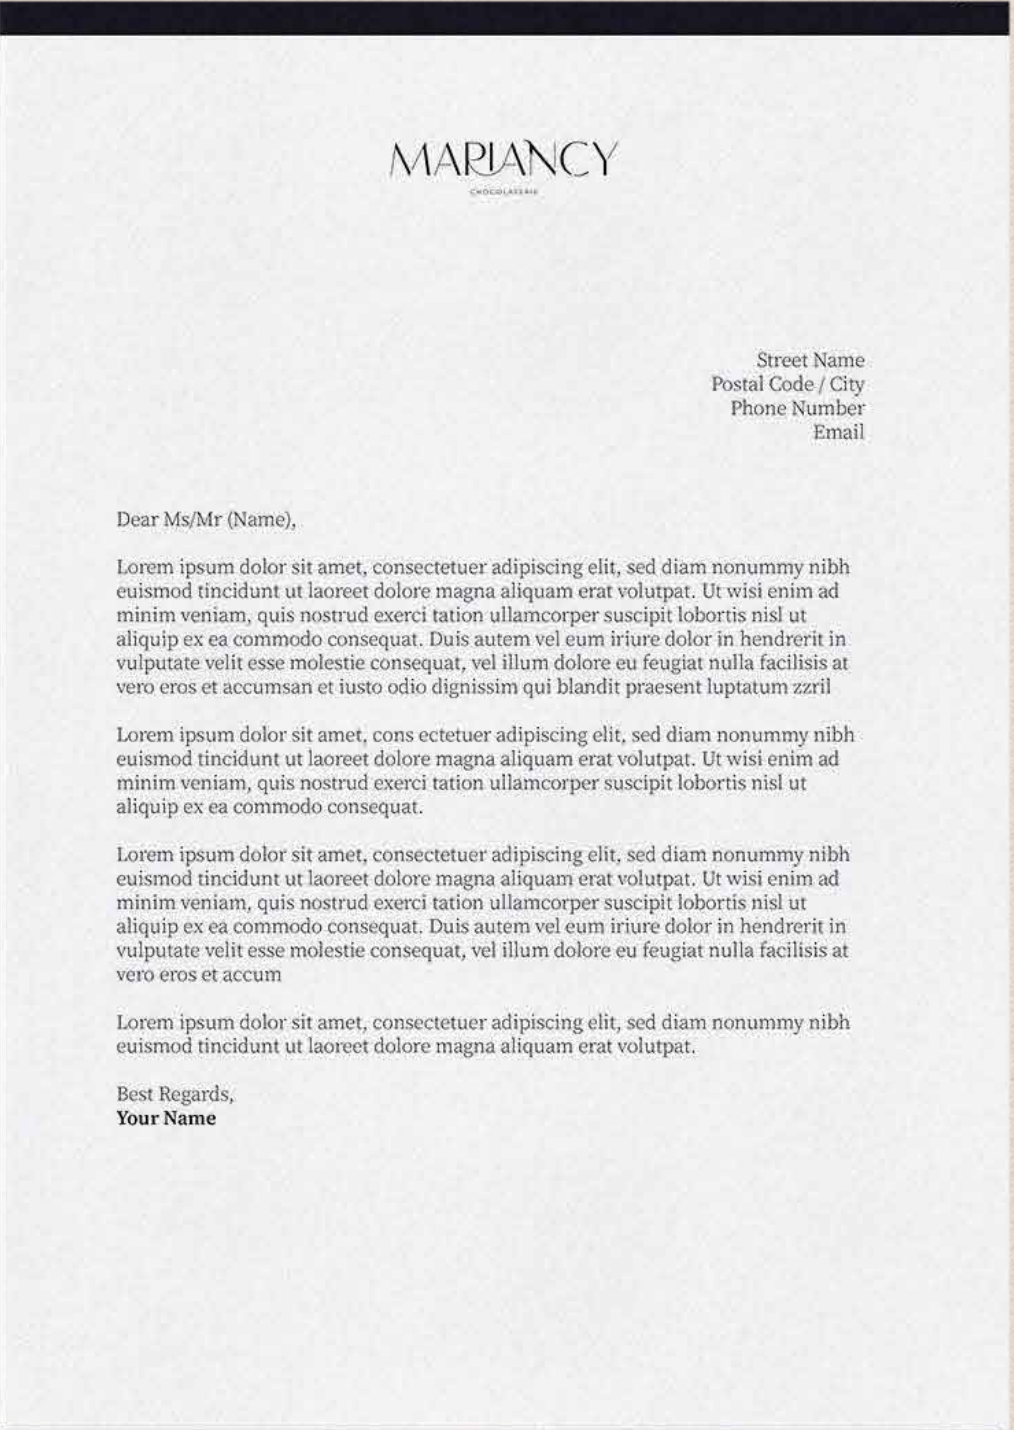 MARIANCY
CHOCOLATERIE
Street Name
Postal Code / City
Phone Number
Email
Dear Ms/Mr (Name),
Lorem ipsum dolor sit amet, consectetuer adipiscing elit, sed diam nonummy nibh
euismod tincidunt ut laoreet dolore magna aliquam erat volutpat. Ut wisi enim ad
minim veniam, quis nostrud exerci tation ullamcorper suscipit lobortis nisl ut
aliquip ex ea commodo consequat. Duis autem vel eum iriure dolor in hendrerit in
vulputate velit esse molestie consequat, vel illum dolore eu feugiat nulla facilisis at
vero eros et accumsan et iusto odio dignissim qui blandit praesent luptatum zzril
Lorem ipsum dolor sit amet, cons ectetuer adipiscing elit, sed diam nonummy nibh
euismod tincidunt ut laoreet dolore magna aliquam erat volutpat. Ut wisi enim ad
minim veniam, quis nostrud exerci tation ullamcorper suscipit lobortis nisl ut
aliquip ex ea commodo consequat.
Lorem ipsum dolor sit amet, consectetuer adipiscing elit, sed diam nonummy nibh
euismod tincidunt ut laoreet dolore magna aliquam erat volutpat. Ut wisi enim ad
minim veniam, quis nostrud exerci tation ullamcorper suscipit lobortis nisl ut
aliquip ex ea commodo consequat. Duis autem vel eum iriure dolor in hendrerit in
vulputate velit esse molestie consequat, vel illum dolore eu feugiat nulla facilisis at
vero eros et accum
Lorem ipsum dolor sit amet, consectetuer adipiscing elit, sed diam nonummy nibh
euismod tincidunt ut laoreet dolore magna aliquam erat volutpat.
Best Regards,
Your Name